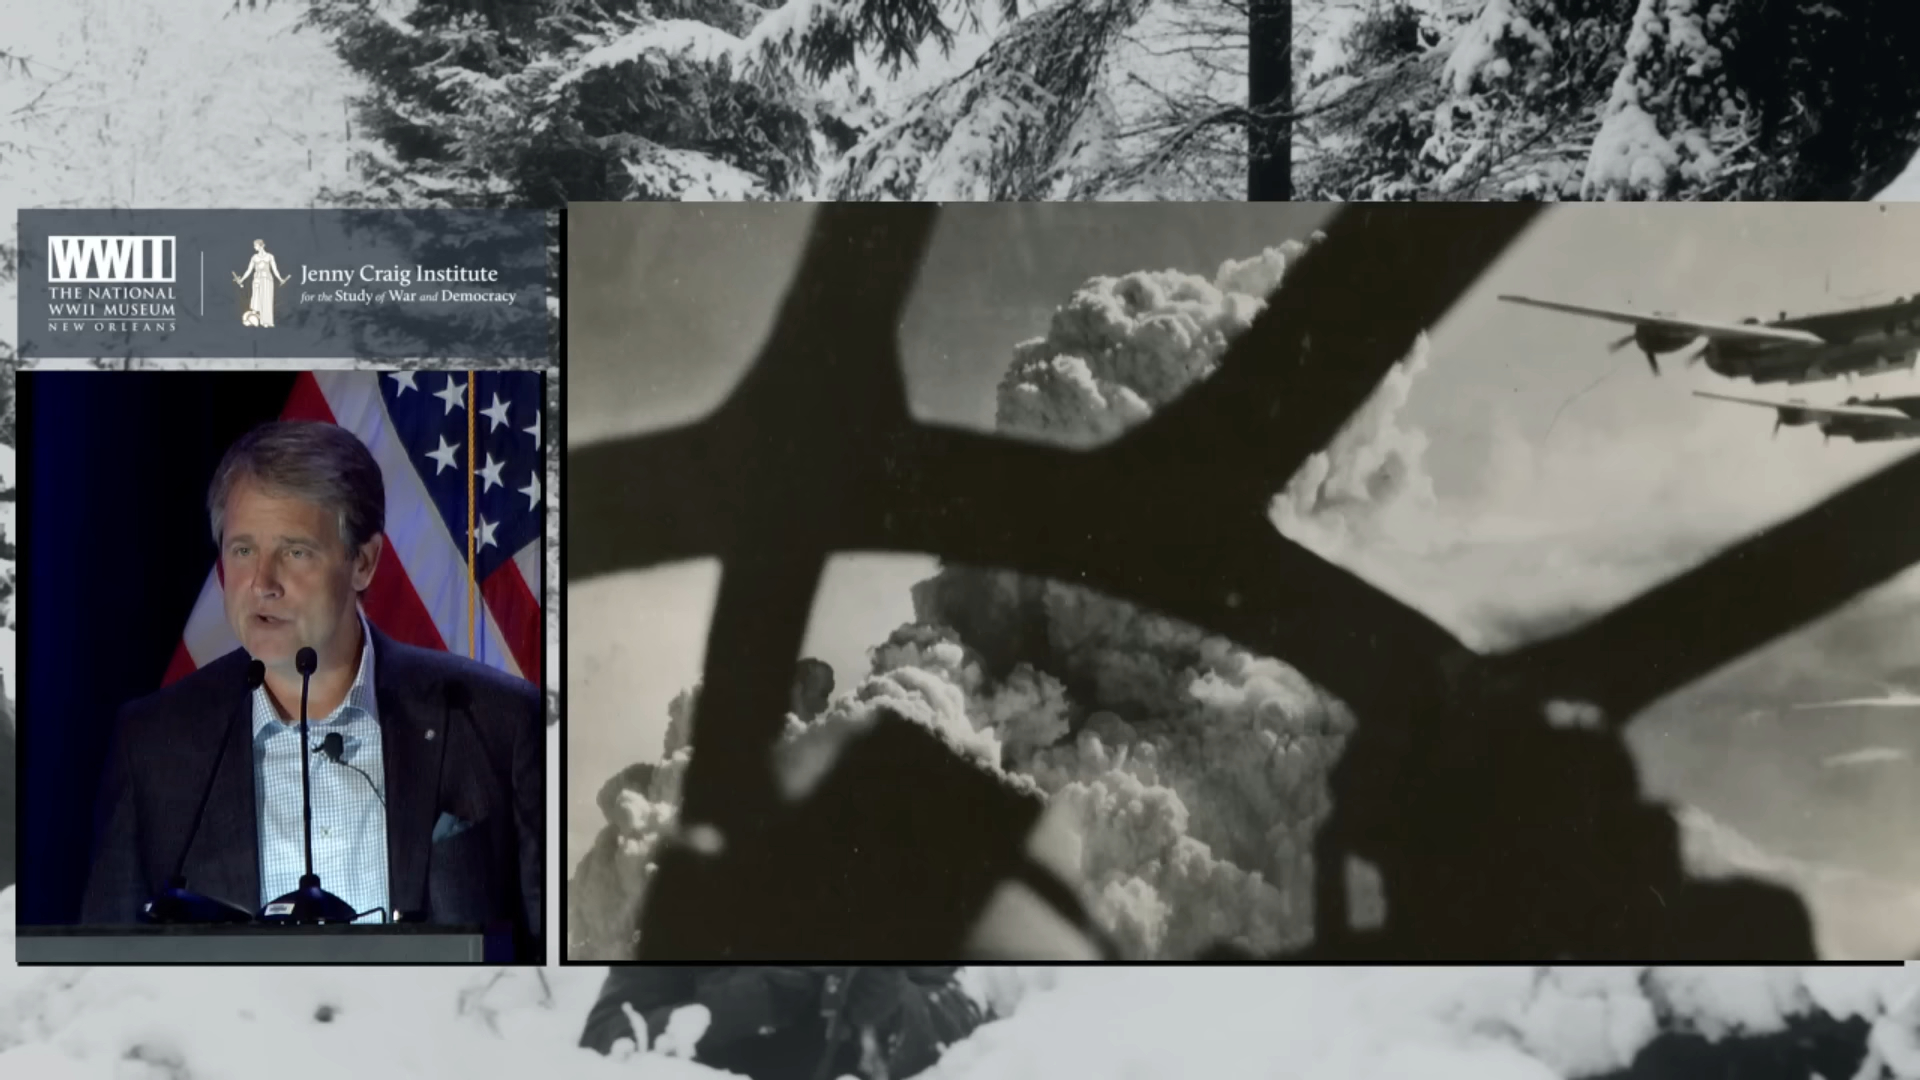 WWII
THE NATIONAL
WWII MUSEUM
NEW ORLEANS
Jenny Craig Institute
for the Study of War and Democracy